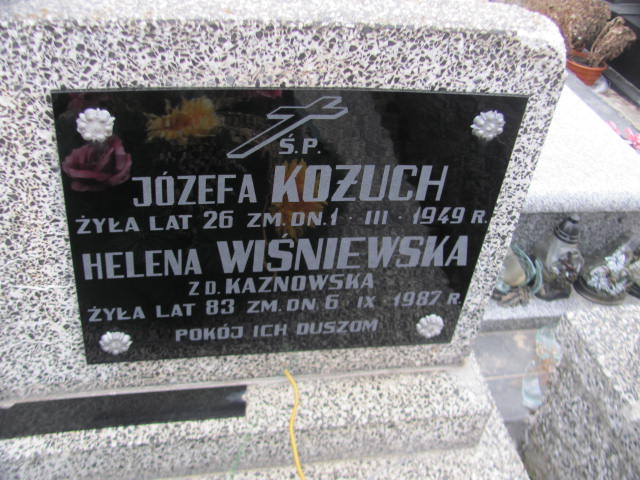 Ś.P.
JÓZEFA KOŻUCH
ŻYŁA LAT 26 ZM. DN. 1 · III · 1949 R.
HELENA WIŚNIEWSKA
Z D. KAZNOWSKA
ŻYŁA LAT 83 ZM. DN 6 IX · 1987 R.
POKÓJ ICH DUSZOM